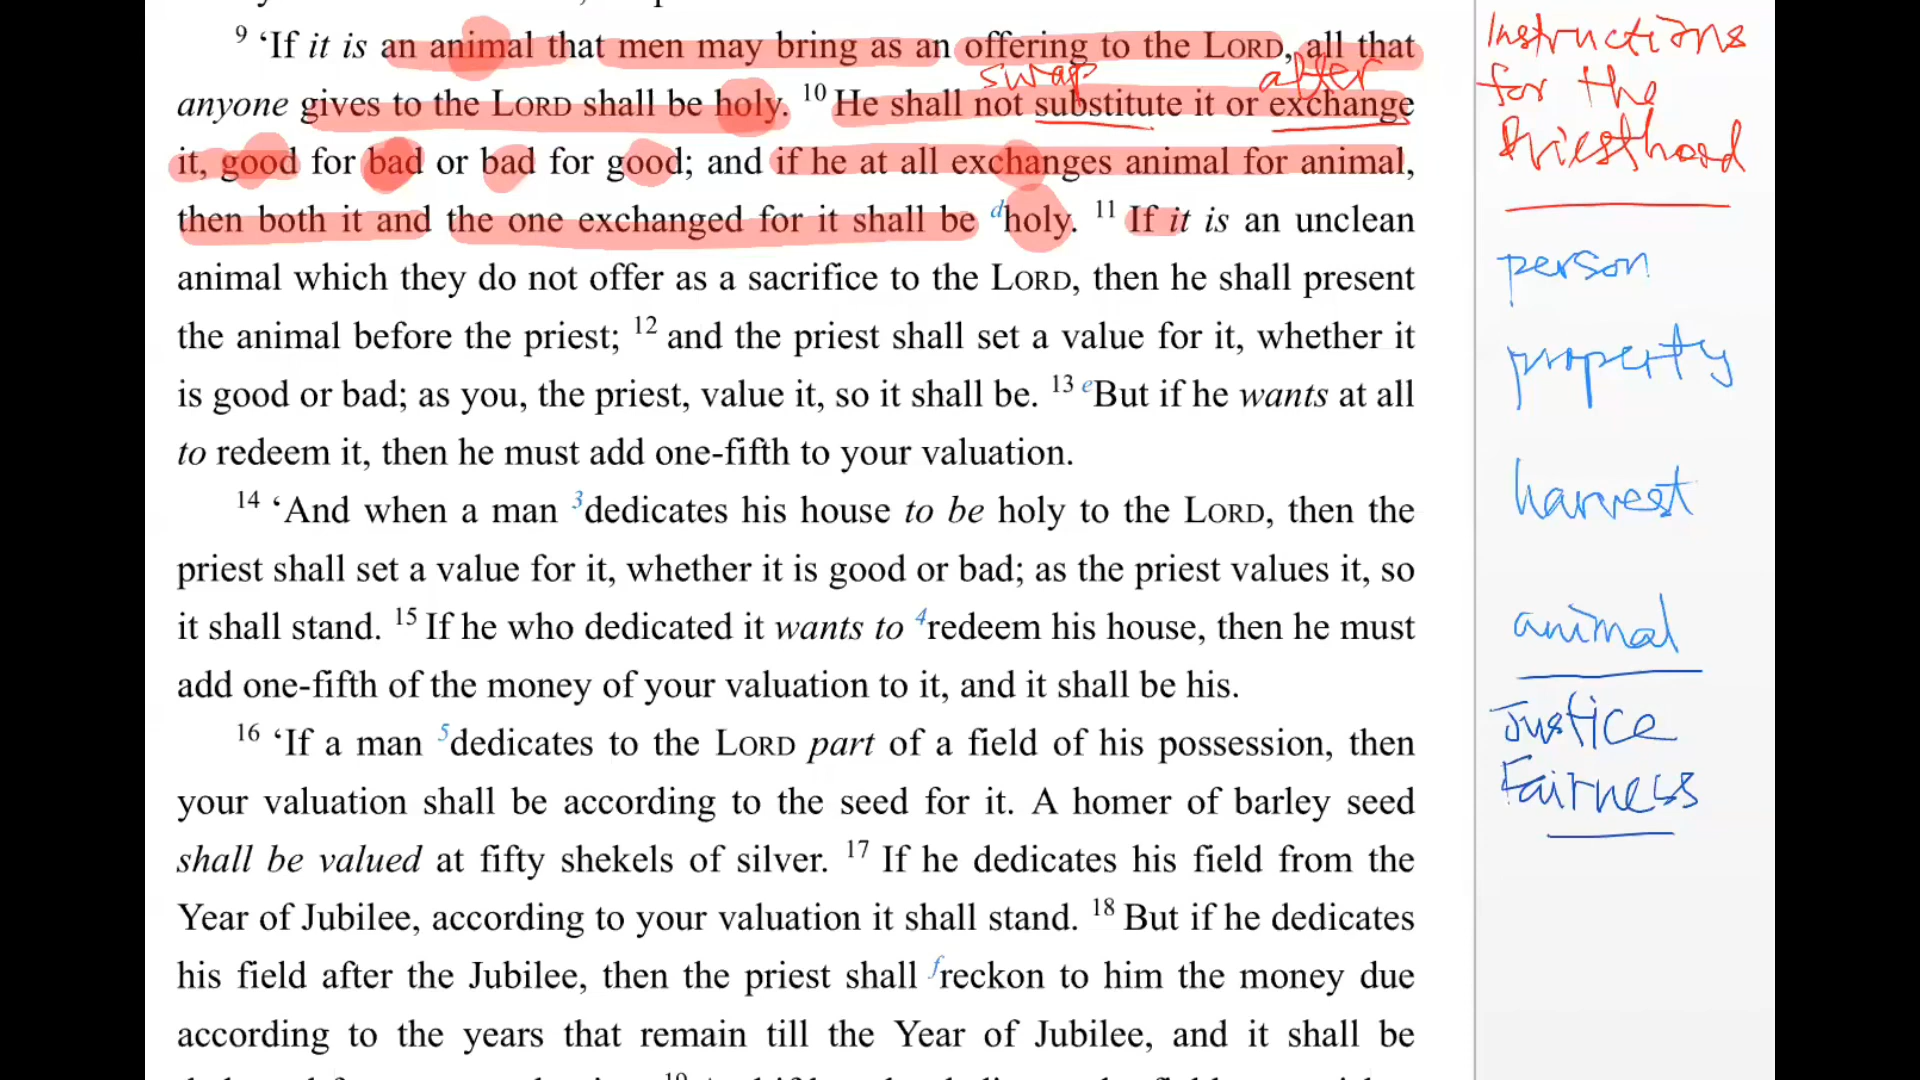 9 ‘If it is an animal that men may bring as an offering to the LORD, all that
swap after
anyone gives to the LORD shall be holy. 10 He shall not substitute it or exchange
it, good for bad or bad for good; and if he at all exchanges animal for animal,
then both it and the one exchanged for it shall be dholy. 11 If it is an unclean
animal which they do not offer as a sacrifice to the LORD, then he shall present
the animal before the priest; 12 and the priest shall set a value for it, whether it
is good or bad; as you, the priest, value it, so it shall be. 13 eBut if he wants at all
to redeem it, then he must add one-fifth to your valuation.
14 ‘And when a man 3dedicates his house to be holy to the LORD, then the
priest shall set a value for it, whether it is good or bad; as the priest values it, so
it shall stand. 15 If he who dedicated it wants to 4redeem his house, then he must
add one-fifth of the money of your valuation to it, and it shall be his.
16 ‘If a man 5dedicates to the LORD part of a field of his possession, then
your valuation shall be according to the seed for it. A homer of barley seed
shall be valued at fifty shekels of silver. 17 If he dedicates his field from the
Year of Jubilee, according to your valuation it shall stand. 18 But if he dedicates
his field after the Jubilee, then the priest shall freckon to him the money due
according to the years that remain till the Year of Jubilee, and it shall be
Instructions
for the
Priesthood
person
property
harvest
animal
Justice
Fairness